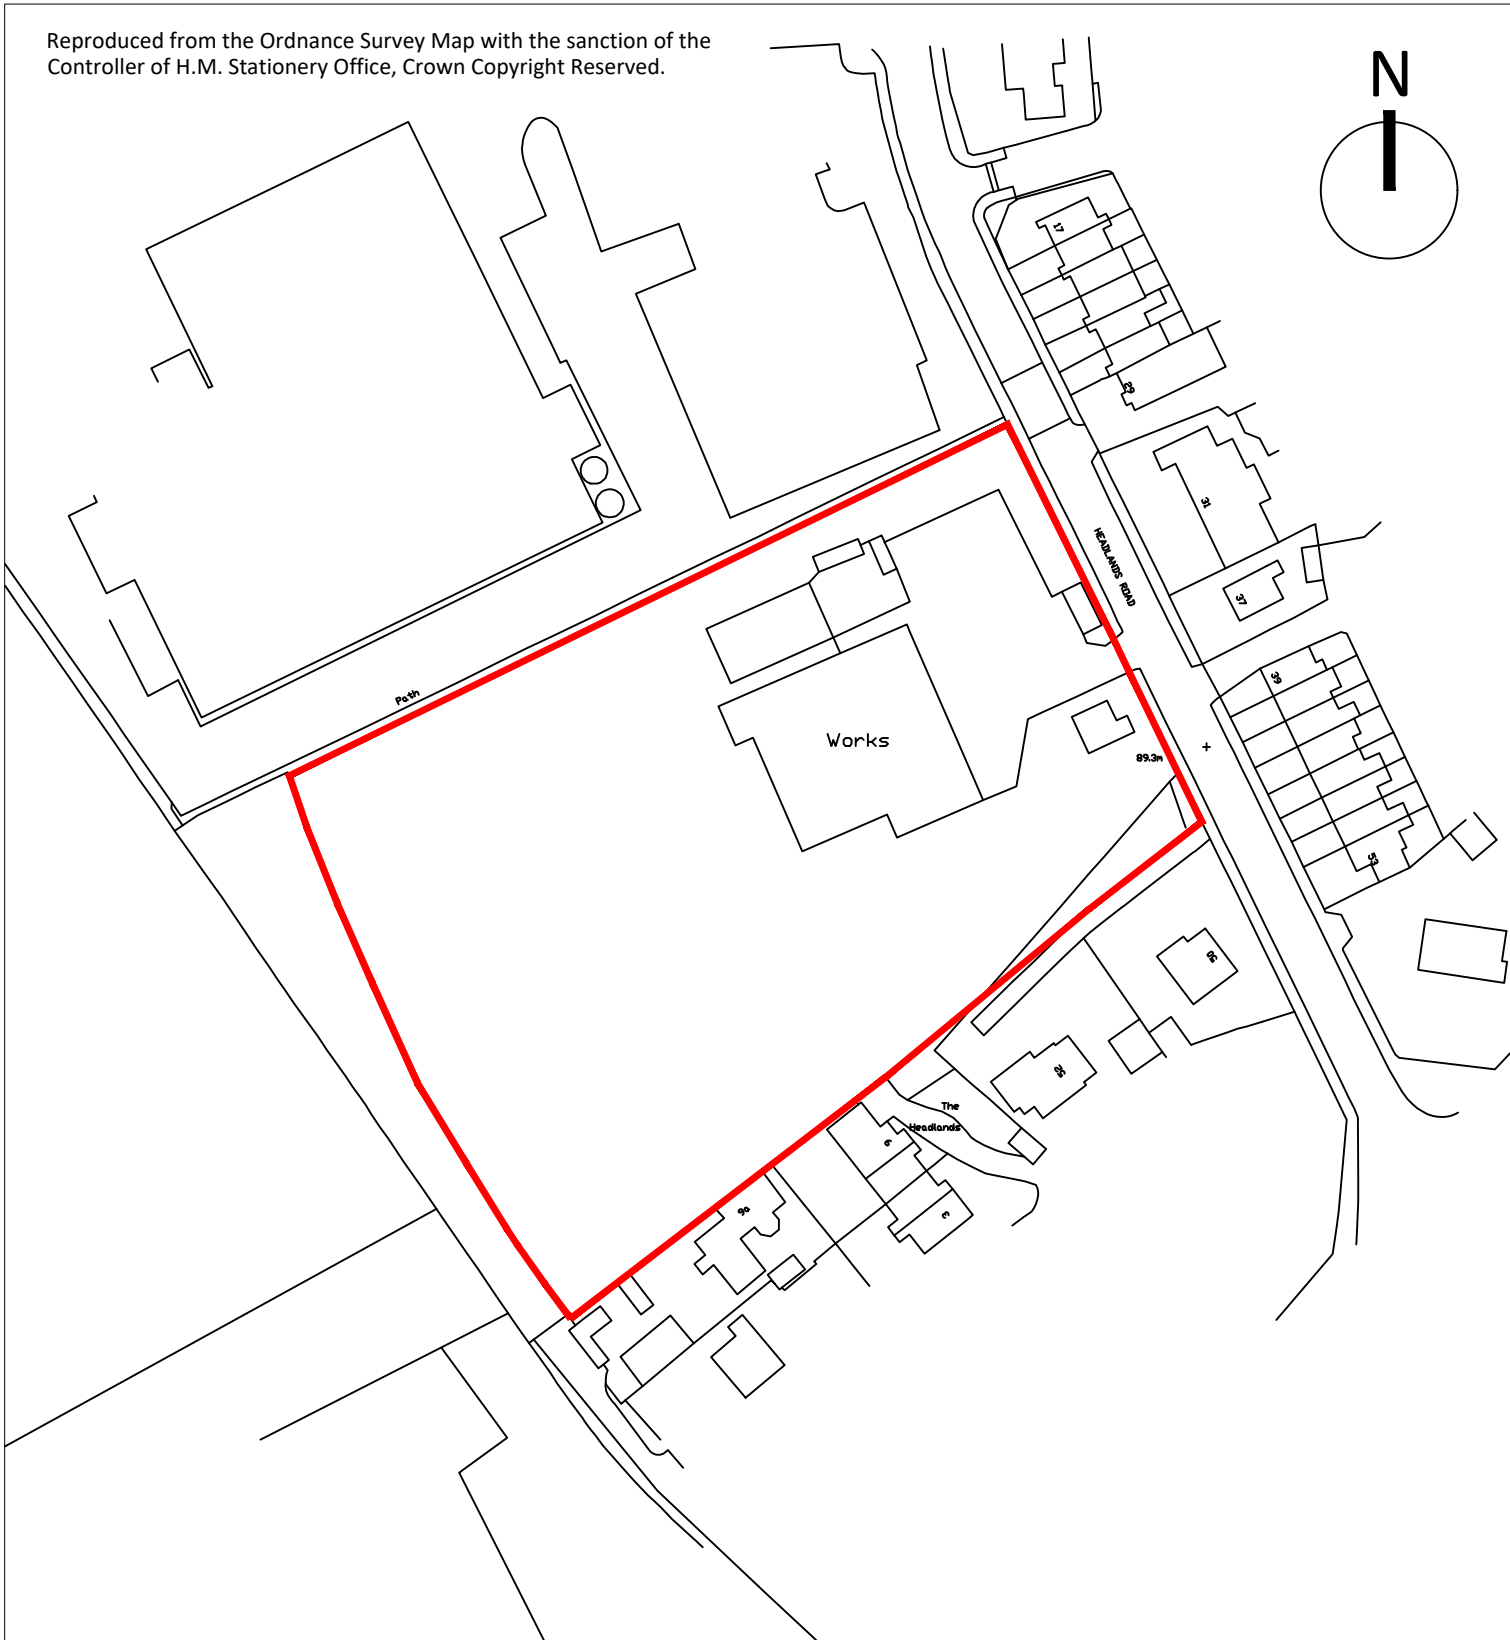 Reproduced from the Ordnance Survey Map with the sanction of the
Controller of H.M. Stationery Office, Crown Copyright Reserved.
N
17
29
31
HEADLANDS ROAD
37
39
Path
Works
89.3m
53
50
52
The
Headlands
6
9a
3